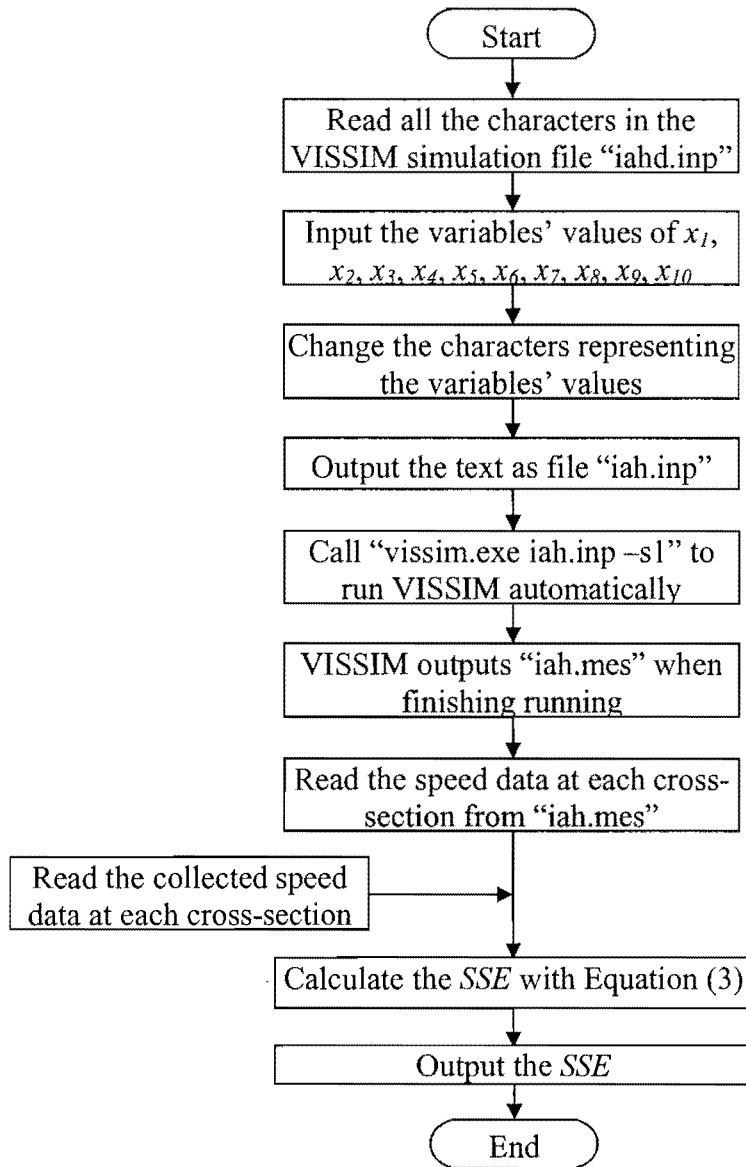 Start
Read all the characters in the
VISSIM simulation file “iahd.inp”
Input the variables’ values of x1,
x2, x3, x4, x5, x6, x7, x8, x9, x10
Change the characters representing
the variables’ values
Output the text as file “iah.inp”
Call “vissim.exe iah.inp –s1” to
run VISSIM automatically
VISSIM outputs “iah.mes” when
finishing running
Read the speed data at each cross-
section from “iah.mes”
Read the collected speed
data at each cross-section
Calculate the SSE with Equation (3)
Output the SSE
End